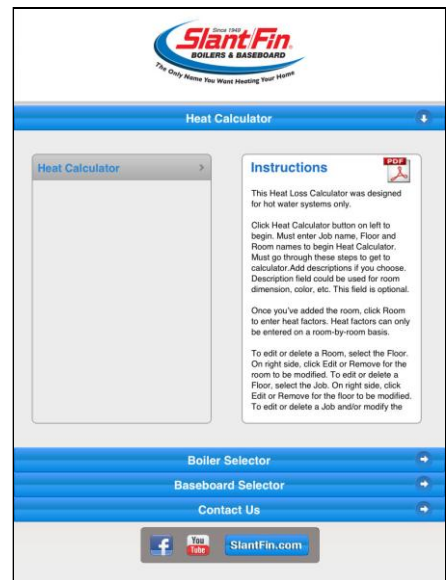 Since 1949
Slant/Fin®
BOILERS & BASEBOARD
The Only Name You Want Heating Your Home
Heat Calculator
Heat Calculator
Instructions
PDF
This Heat Loss Calculator was designed
for hot water systems only.
Click Heat Calculator button on left to
begin. Must enter Job name, Floor and
Room names to begin Heat Calculator.
Must go through these steps to get to
calculator.Add descriptions if you choose.
Description field could be used for room
dimension, color, etc. This field is optional.
Once you've added the room, click Room
to enter heat factors. Heat factors can only
be entered on a room-by-room basis.
To edit or delete a Room, select the Floor.
On right side, click Edit or Remove for the
room to be modified. To edit or delete a
Floor, select the Job. On right side, click
Edit or Remove for the floor to be modified.
To edit or delete a Job and/or modify the
Boiler Selector
Baseboard Selector
Contact Us
f
You
Tube
SlantFin.com